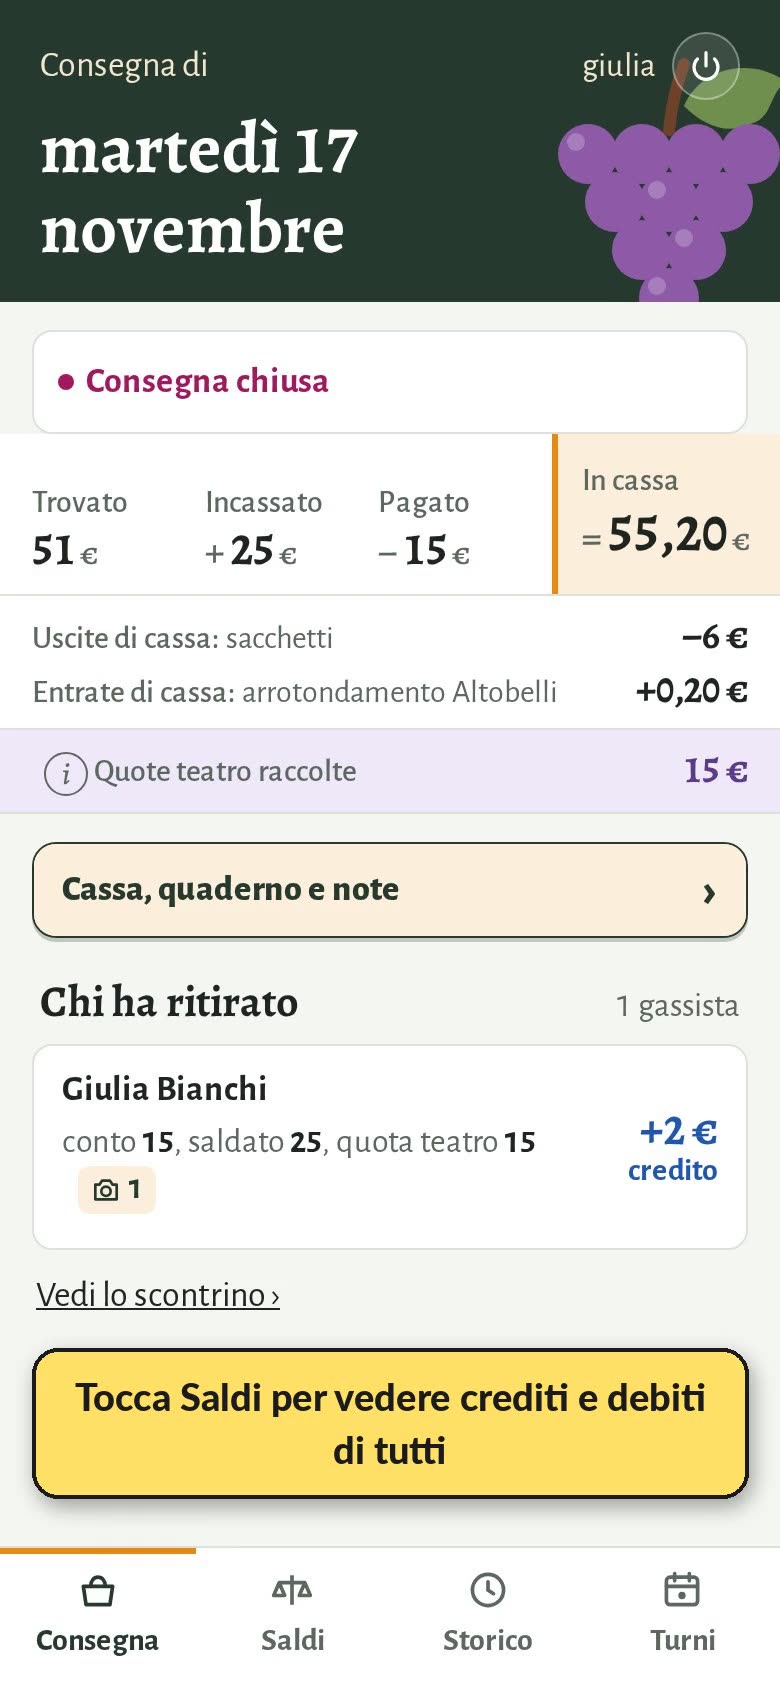 Consegna di
giulia
martedì 17
novembre
Consegna chiusa
Trovato
51 €
Incassato
+ 25 €
Pagato
– 15 €
In cassa
= 55,20 €
Uscite di cassa: sacchetti –6 €
Entrate di cassa: arrotondamento Altobelli +0,20 €
i Quote teatro raccolte 15 €
Cassa, quaderno e note ›
Chi ha ritirato 1 gassista
Giulia Bianchi
conto 15, saldato 25, quota teatro 15
1
+2 €
credito
Vedi lo scontrino ›
Tocca Saldi per vedere crediti e debiti
di tutti
Consegna Saldi Storico Turni